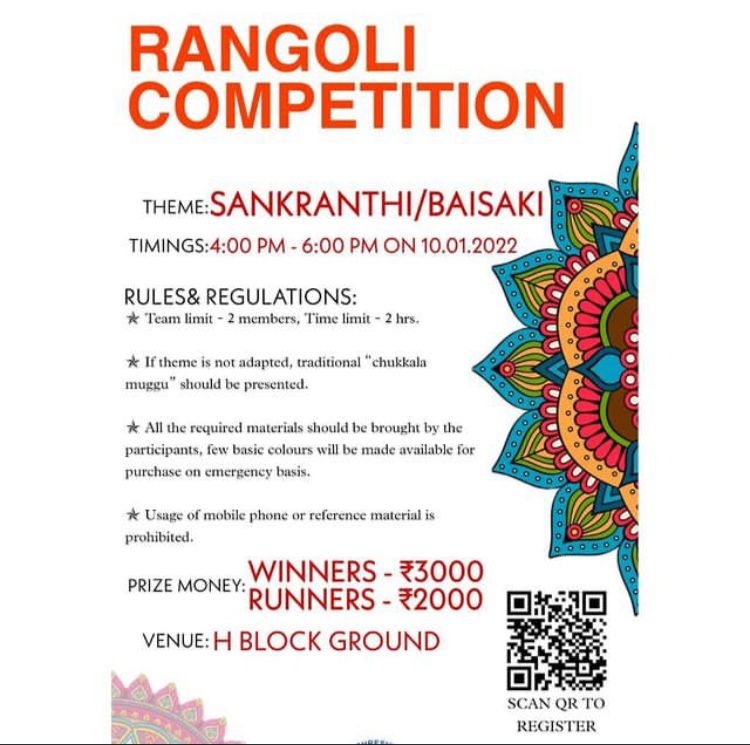 RANGOLI
COMPETITION
THEME:SANKRANTHI/BAISAKI
TIMINGS:4:00 PM - 6:00 PM ON 10.01.2022
RULES& REGULATIONS:
★ Team limit - 2 members, Time limit - 2 hrs.
★ If theme is not adapted, traditional “chukkala
muggu” should be presented.
★ All the required materials should be brought by the
participants, few basic colours will be made available for
purchase on emergency basis.
★ Usage of mobile phone or reference material is
prohibited.
PRIZE MONEY: WINNERS - ₹3000
RUNNERS - ₹2000
VENUE: H BLOCK GROUND
SCAN QR TO
REGISTER